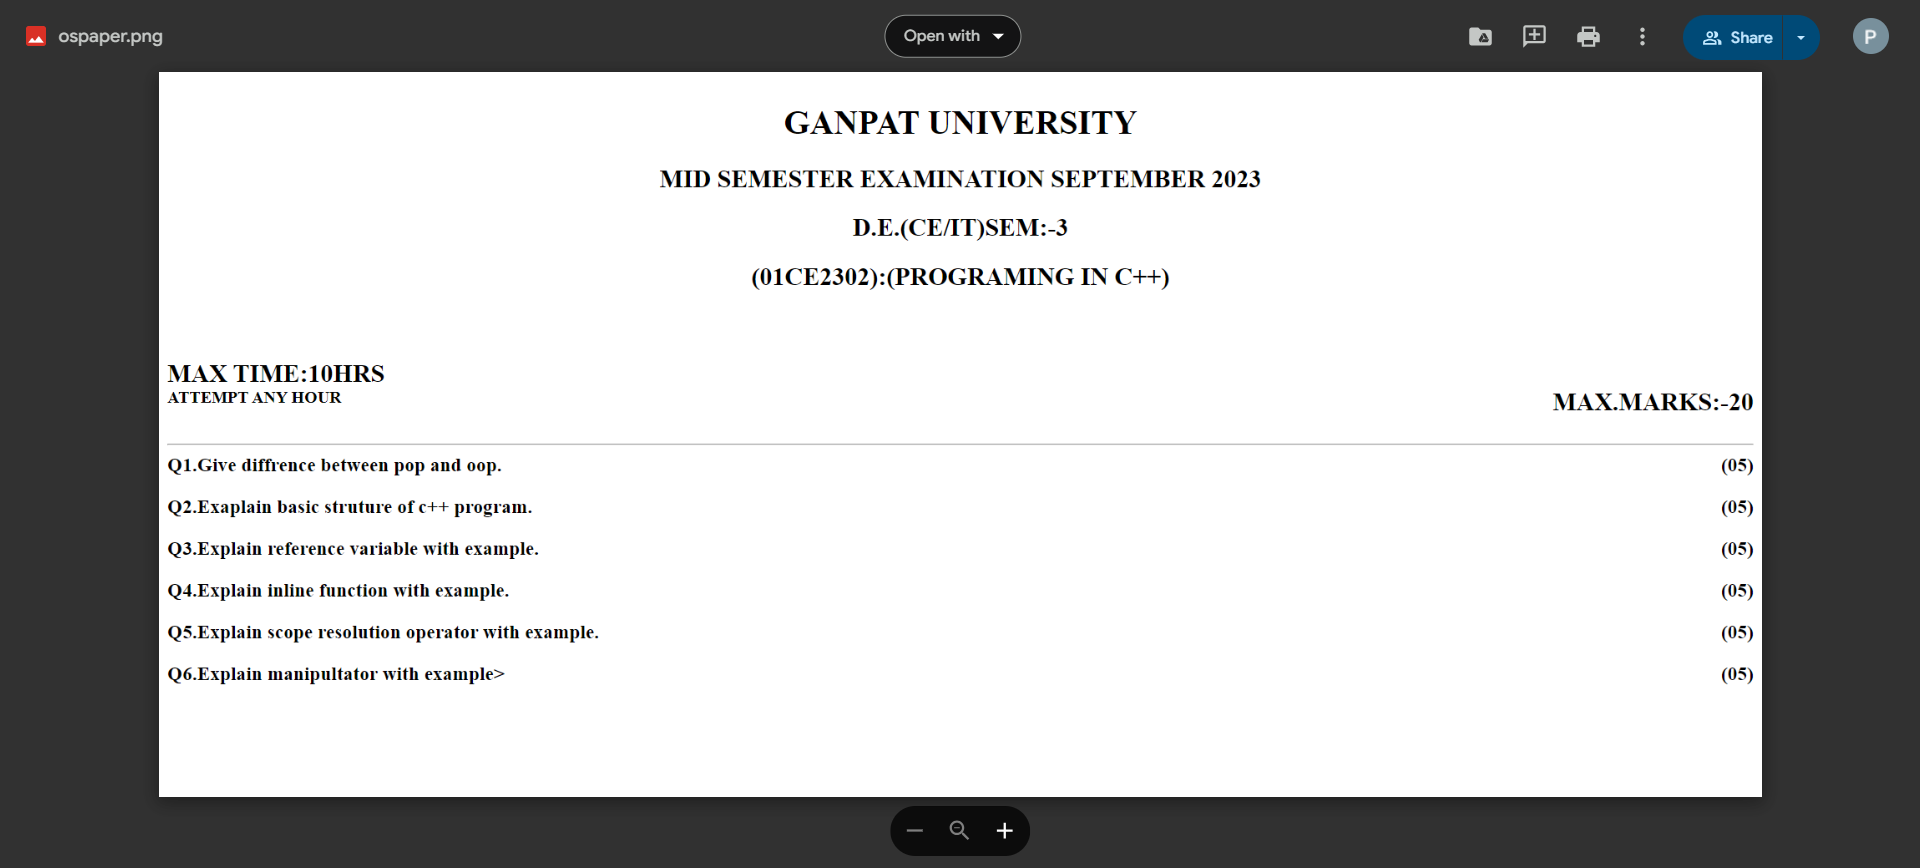 ospaper.png
Open with
Share
P
GANPAT UNIVERSITY
MID SEMESTER EXAMINATION SEPTEMBER 2023
D.E.(CE/IT)SEM:-3
(01CE2302):(PROGRAMING IN C++)
MAX TIME:10HRS
ATTEMPT ANY HOUR
MAX.MARKS:-20
Q1.Give diffrence between pop and oop. (05)
Q2.Exaplain basic struture of c++ program. (05)
Q3.Explain reference variable with example. (05)
Q4.Explain inline function with example. (05)
Q5.Explain scope resolution operator with example. (05)
Q6.Explain manipultator with example> (05)